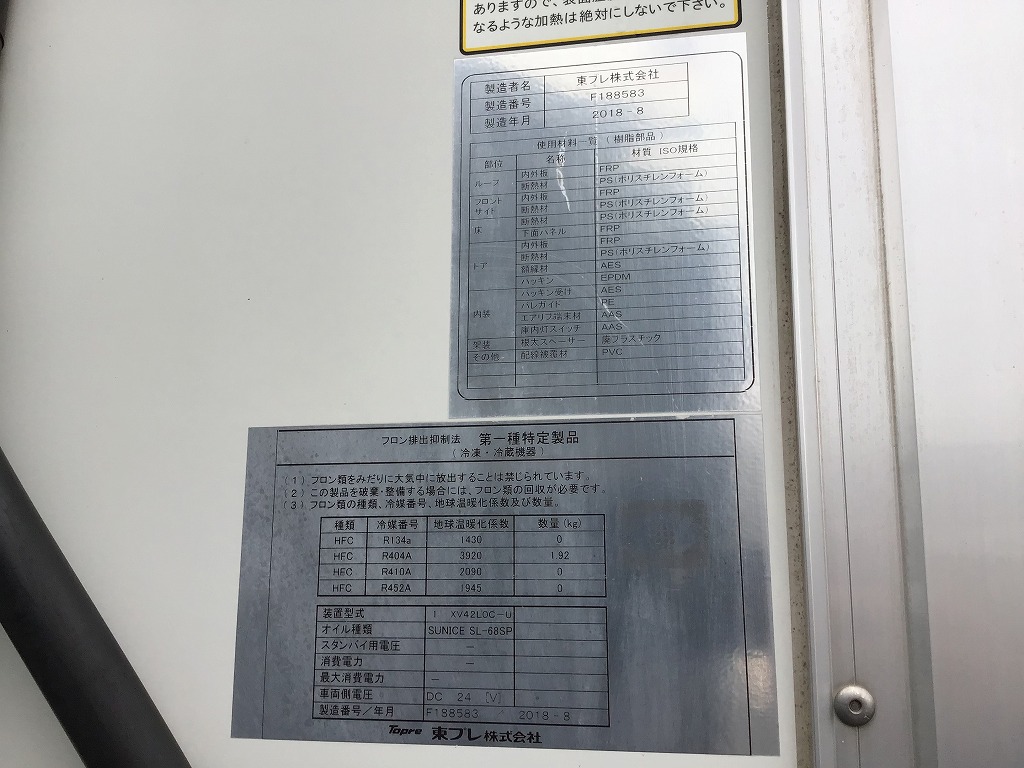 ありますので、表面温
なるような加熱は絶対にしないで下さい。
製造者名 東プレ株式会社
製造番号 F188583
製造年月 2018-8
使用材料 質(樹脂部品)
部位 名称 材質 ISO規格
ルーフ 内外板 FRP
断熱材 PS(ポリスチレンフォーム)
フロント サイド 内外板 FRP
断熱材 PS(ポリスチレンフォーム)
床 断熱材 PS(ポリスチレンフォーム)
下面パネル FRP
ドア 内外板 FRP
断熱材 PS(ポリスチレンフォーム)
額縁材 AES
パッキン EPDM
パッキン受け AES
内装 バレガイド PE
エアリブ端末材 AAS
庫内灯スイッチ AAS
架装 根太スペーサー 廃プラスチック
その他 配線被覆材 PVC
フロン排出抑制法 第一種特定製品
(冷凍・冷蔵機器)
(1)フロン類をみだりに大気中に放出することは禁じられています。
(2)この製品を破業・整備する場合には、フロン類の回収が必要です。
(3)フロン類の種類、冷媒番号、地球温暖化係数及び数量。
種類 冷媒番号 地球温暖化係数 数量(kg)
HFC R134a 1430 0
HFC R404A 3920 1.92
HFC R410A 2090 0
HFC R452A 1945 0
装置型式 XV42LOC-U
オイル種類 SUNICE SL-68SP
スタンバイ用電圧 —
消費電力 —
最大消費電力 —
車両側電圧 DC 24 [V]
製造番号/年月 F188583 2018-8
Topre 東プレ株式会社